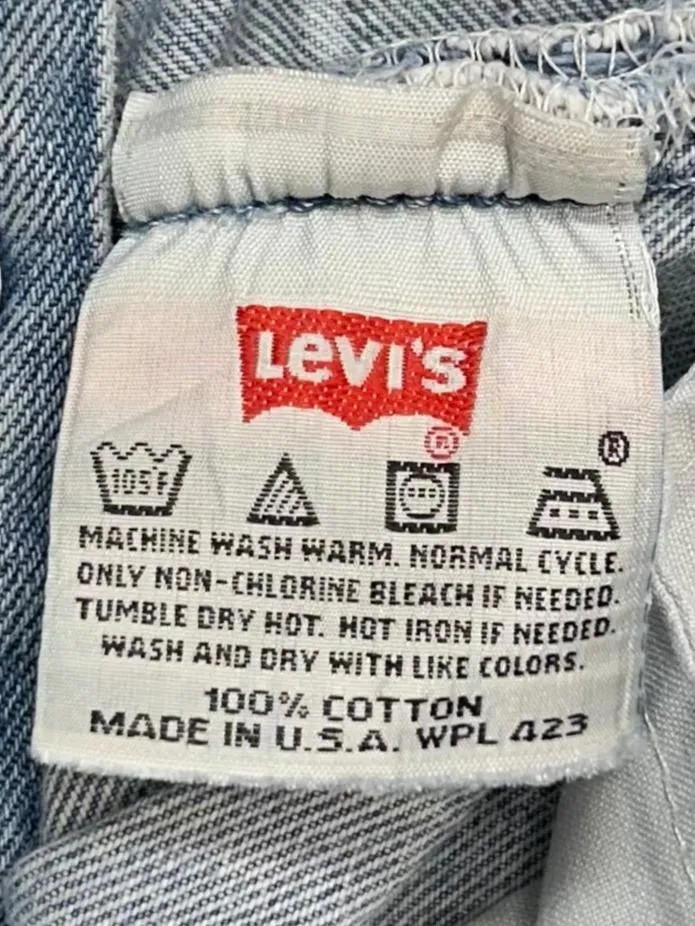 Levi's
®
®
105F
MACHINE WASH WARM. NORMAL CYCLE.
ONLY NON-CHLORINE BLEACH IF NEEDED.
TUMBLE DRY HOT. HOT IRON IF NEEDED.
WASH AND DRY WITH LIKE COLORS.
100% COTTON
MADE IN U.S.A. WPL 423